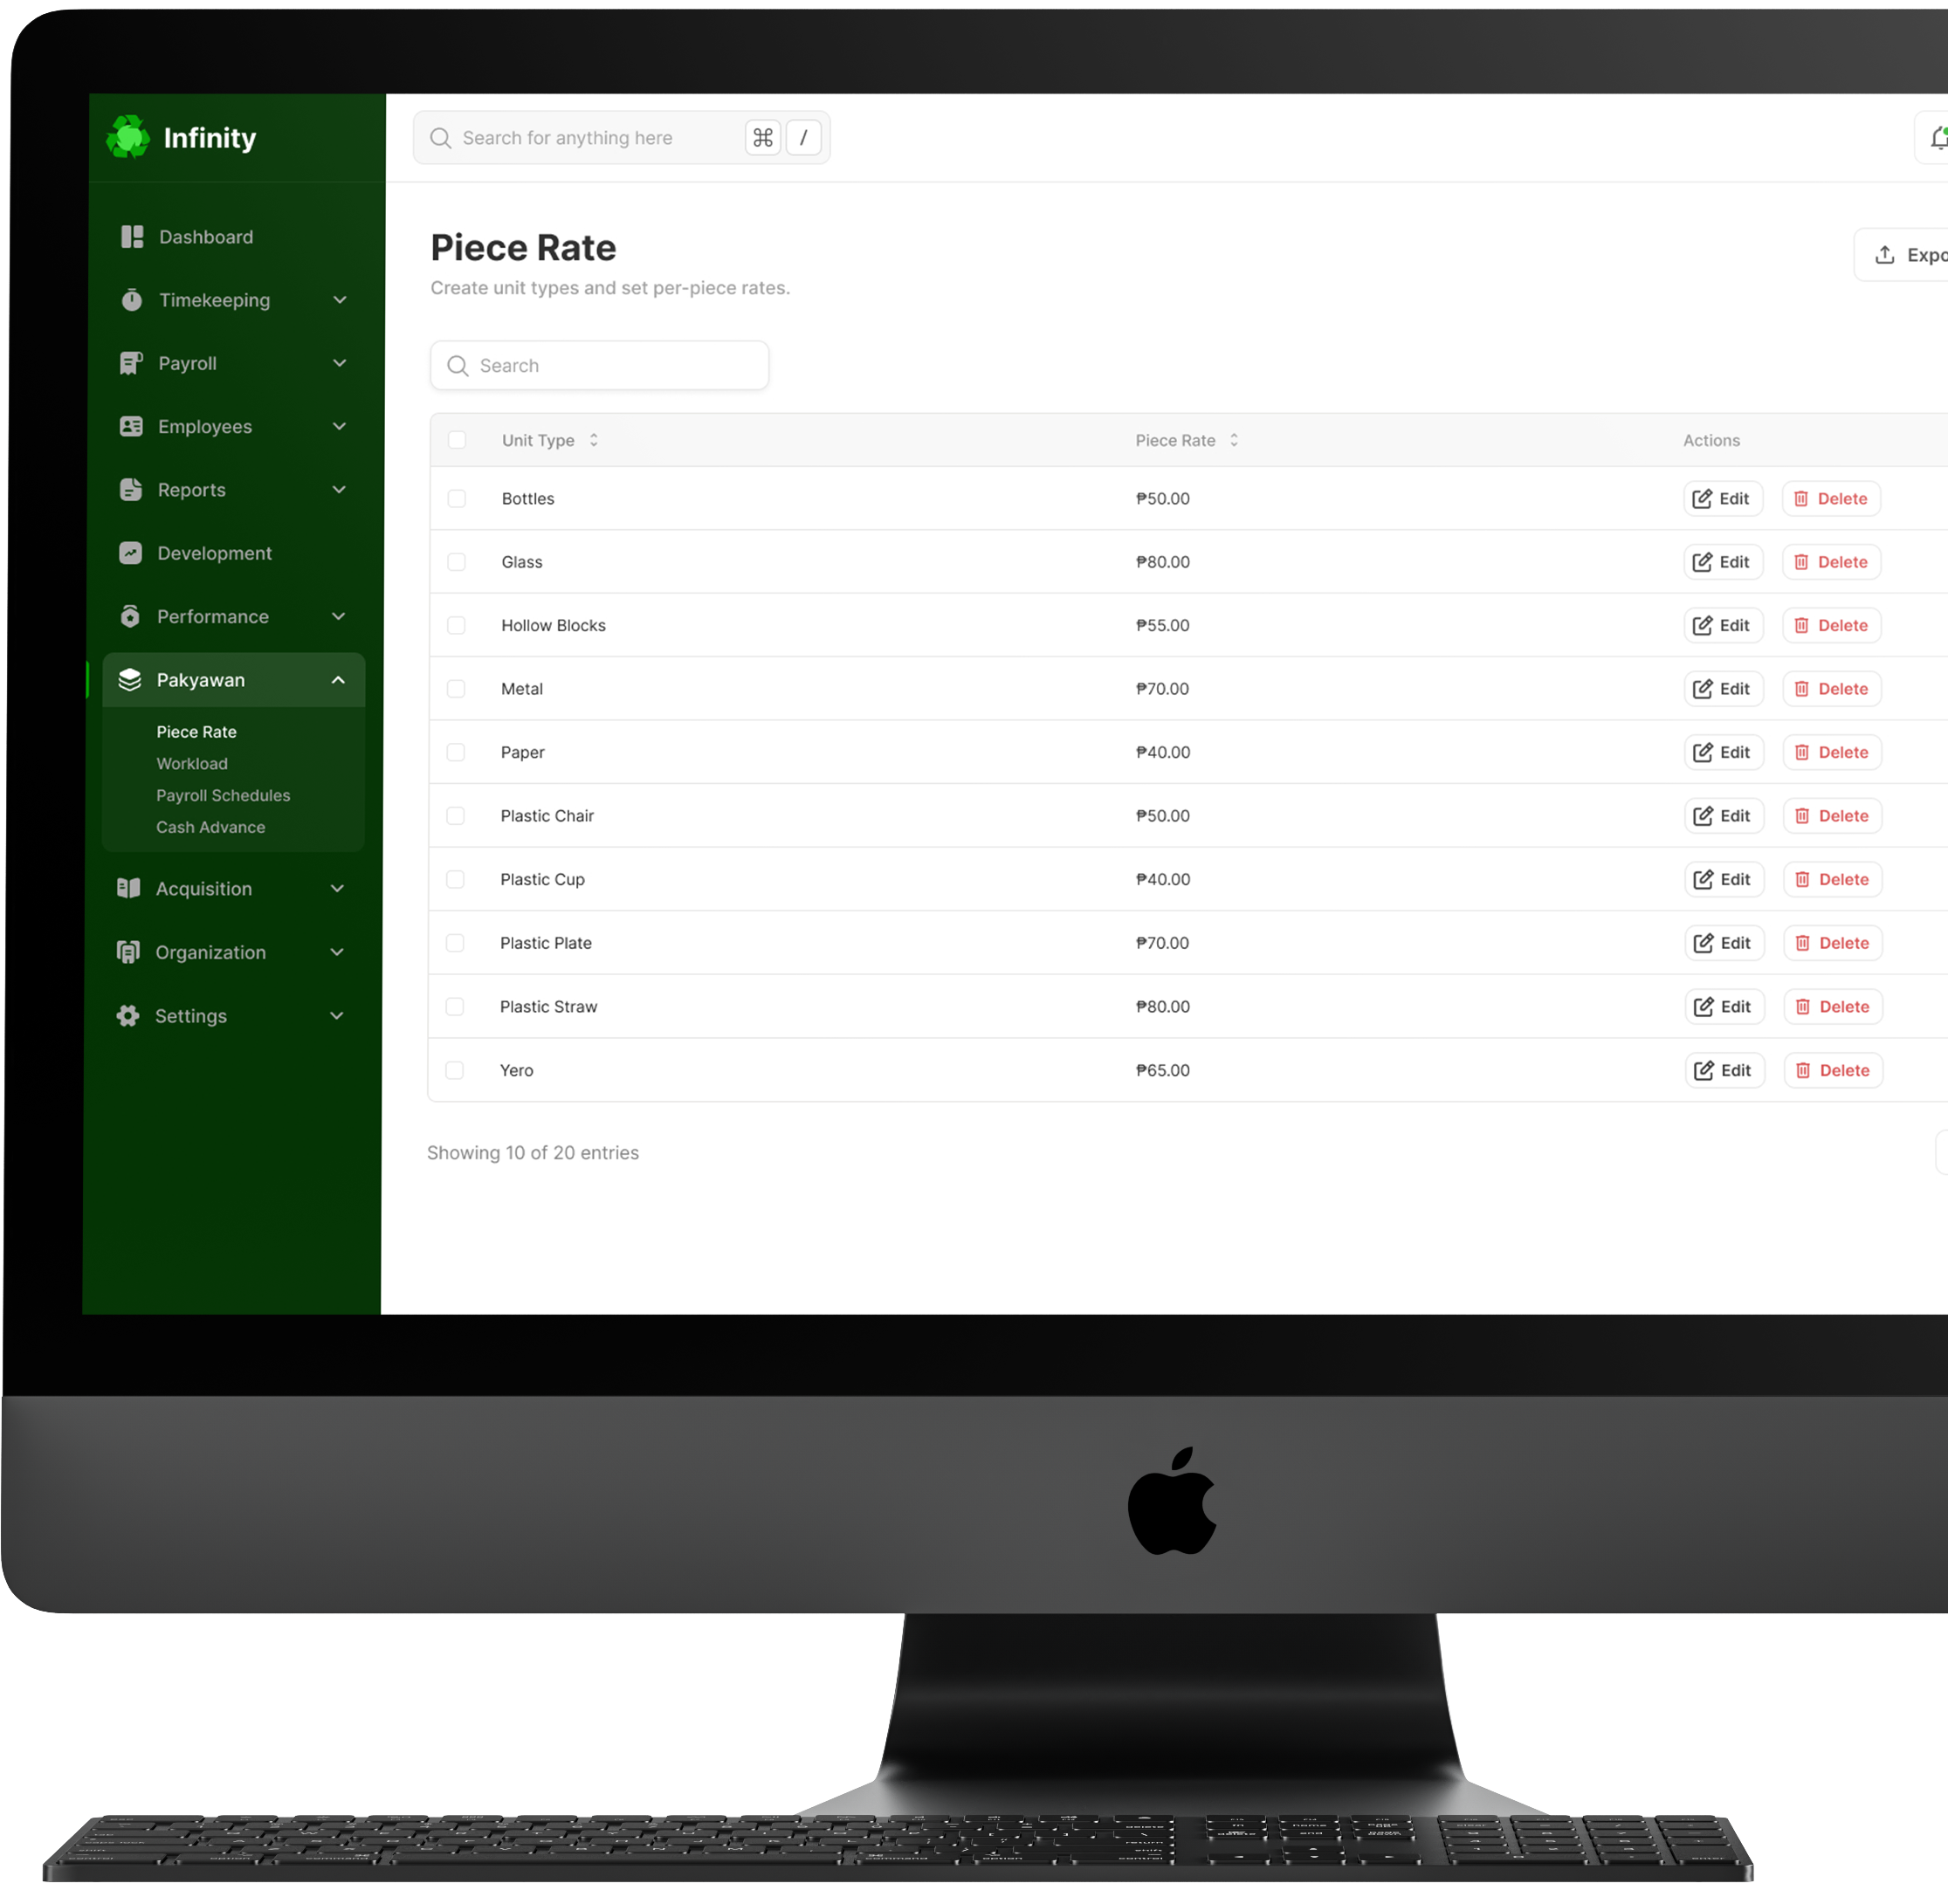 Infinity
Search for anything here ⌘ /
Dashboard
Timekeeping
Payroll
Employees
Reports
Development
Performance
Pakyawan
Piece Rate
Workload
Payroll Schedules
Cash Advance
Acquisition
Organization
Settings
Piece Rate
Create unit types and set per-piece rates.
Expo
Search
Unit Type Piece Rate Actions
Bottles ₱50.00 Edit Delete
Glass ₱80.00 Edit Delete
Hollow Blocks ₱55.00 Edit Delete
Metal ₱70.00 Edit Delete
Paper ₱40.00 Edit Delete
Plastic Chair ₱50.00 Edit Delete
Plastic Cup ₱40.00 Edit Delete
Plastic Plate ₱70.00 Edit Delete
Plastic Straw ₱80.00 Edit Delete
Yero ₱65.00 Edit Delete
Showing 10 of 20 entries